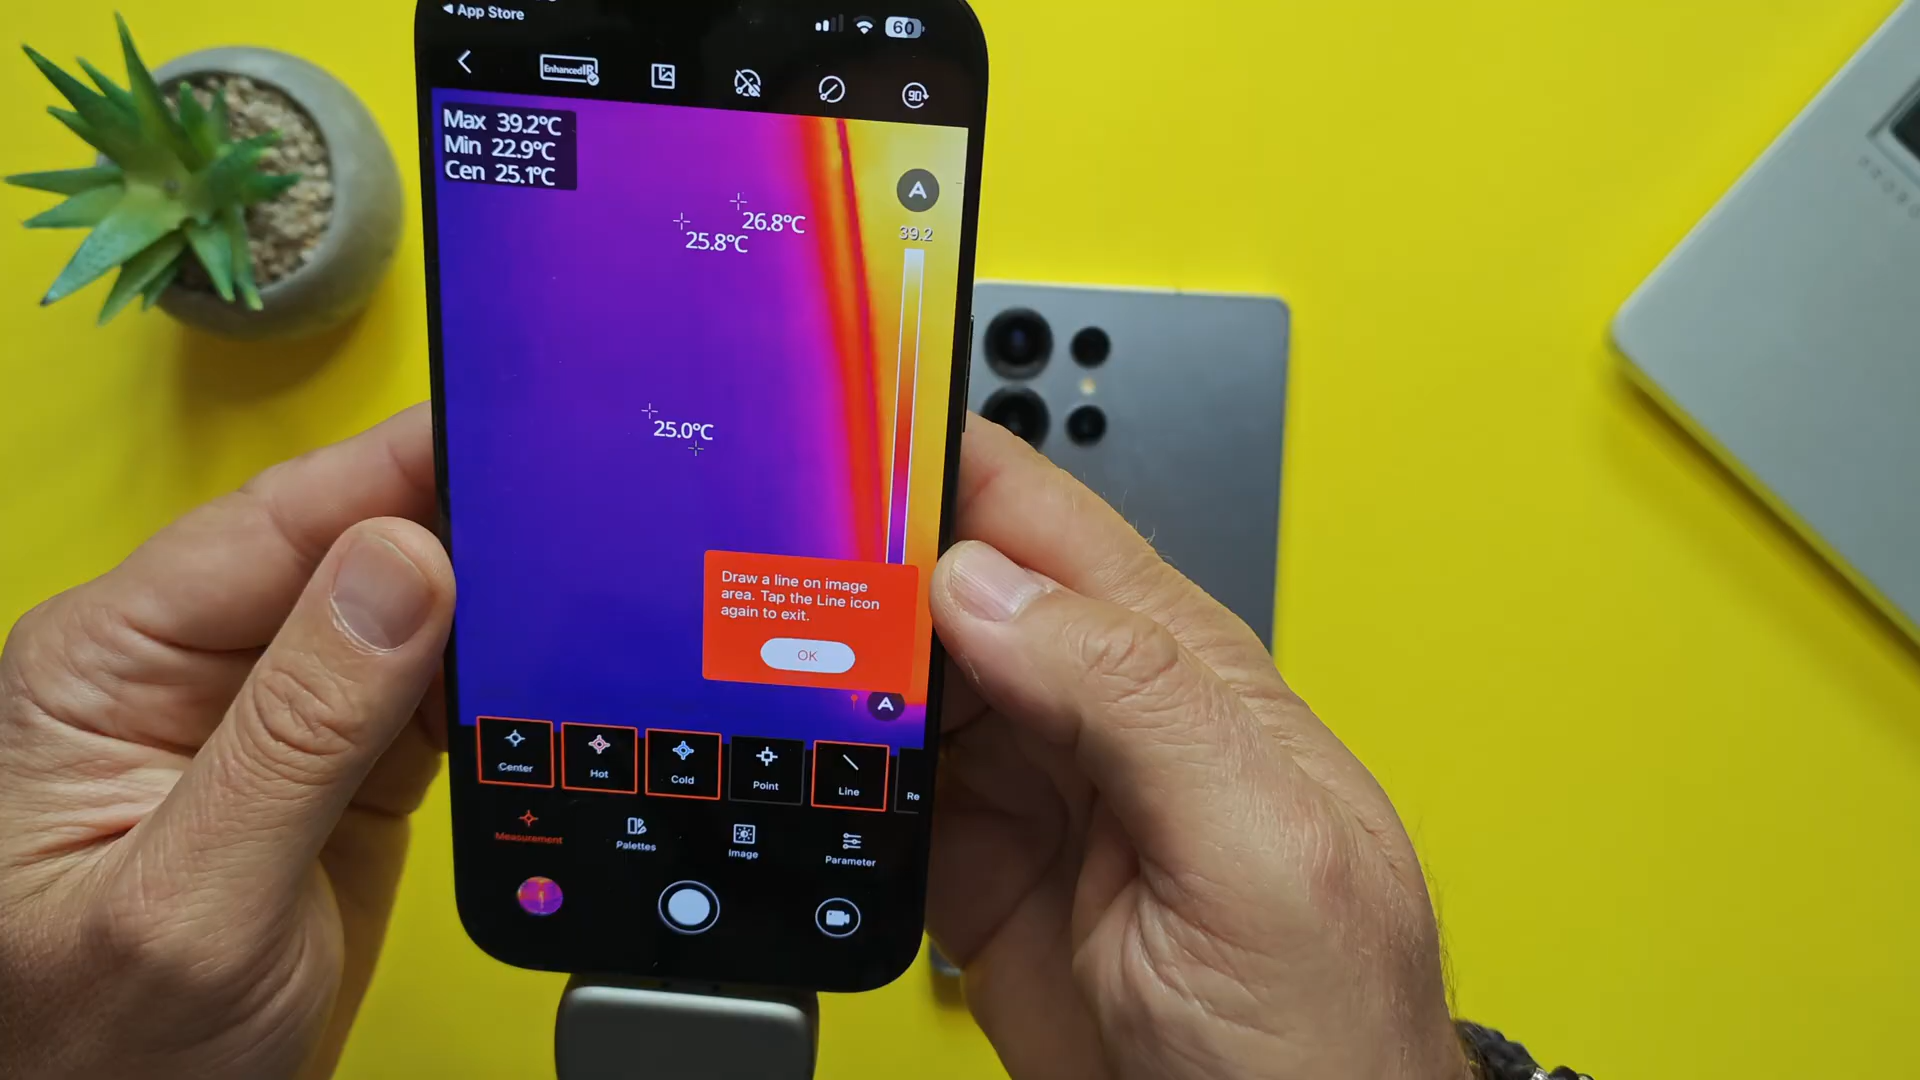 App Store
60
EnhancedIR
90
Max 39.2°C
Min 22.9°C
Cen 25.1°C
26.8°C
25.8°C
39.2
25.0°C
Draw a line on image
area. Tap the Line icon
again to exit.
OK
A
A
Center
Hot
Cold
Point
Line
Re
Measurement
Palettes
Image
Parameter